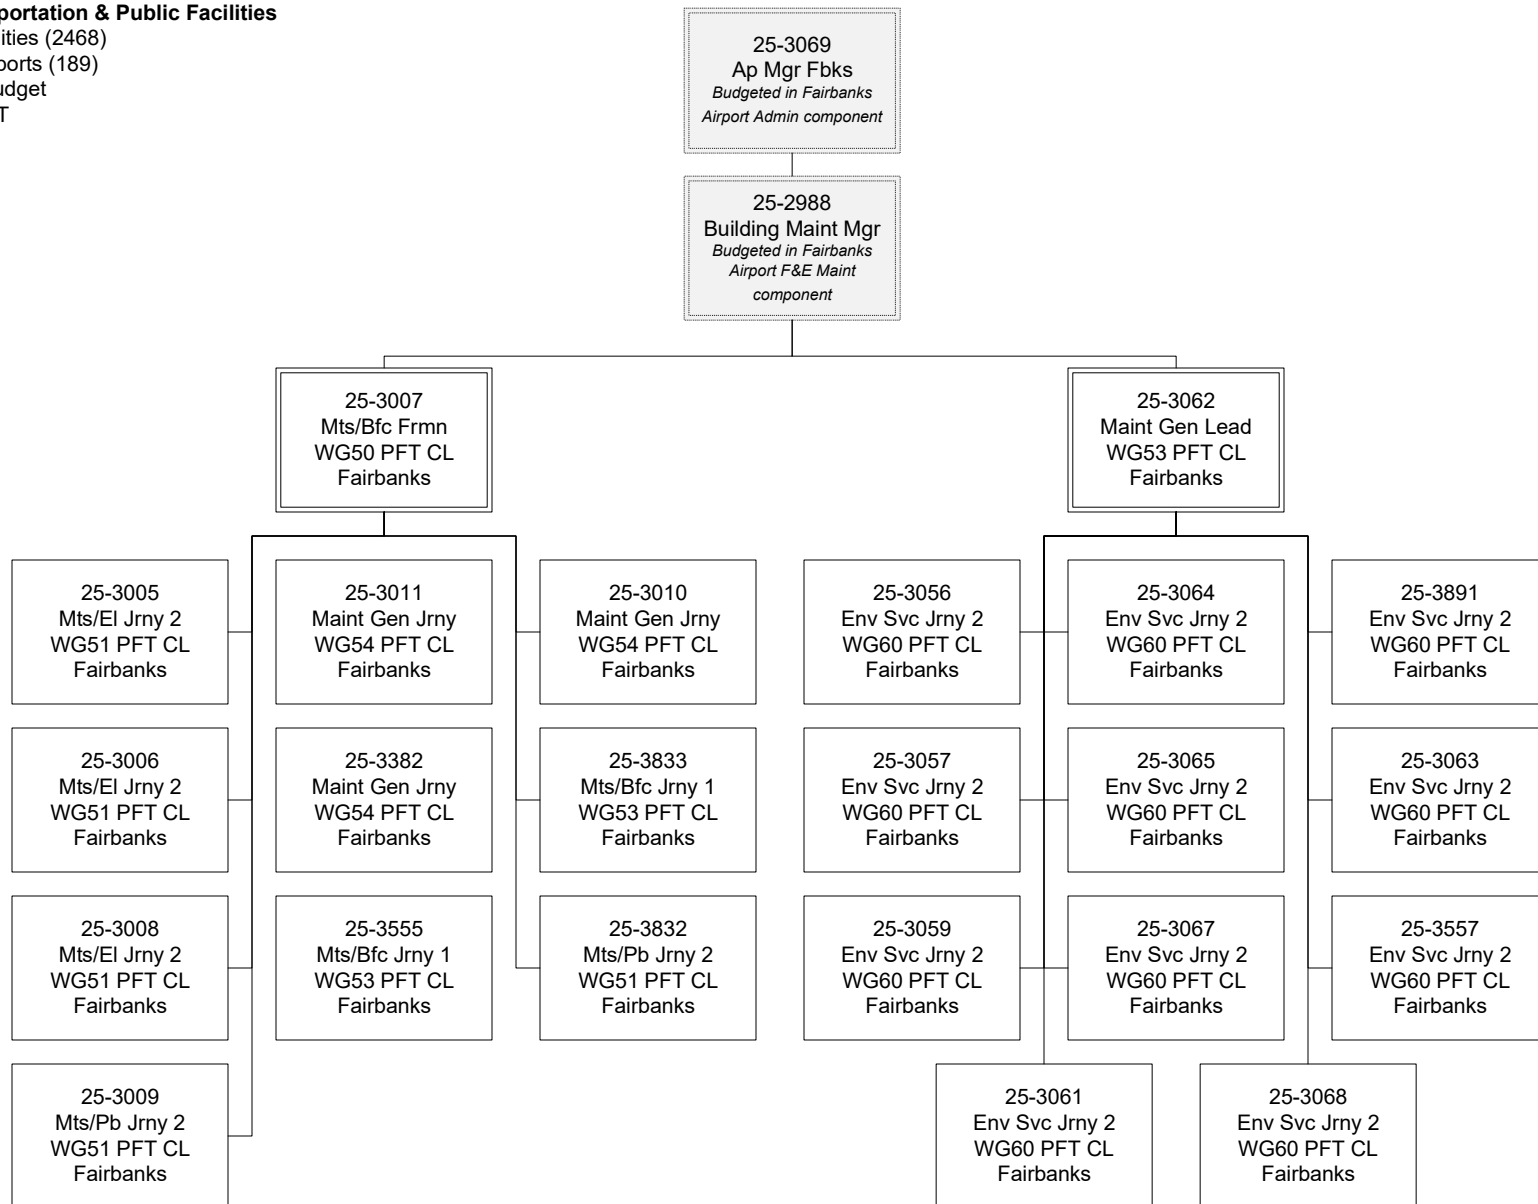 portation & Public Facilities
ities (2468)
ports (189)
udget
T
25-3069
Ap Mgr Fbks
Budgeted in Fairbanks
Airport Admin component
25-2988
Building Maint Mgr
Budgeted in Fairbanks
Airport F&E Maint
component
25-3007
Mts/Bfc Frmn
WG50 PFT CL
Fairbanks
25-3062
Maint Gen Lead
WG53 PFT CL
Fairbanks
25-3005
Mts/El Jrny 2
WG51 PFT CL
Fairbanks
25-3011
Maint Gen Jrny
WG54 PFT CL
Fairbanks
25-3010
Maint Gen Jrny
WG54 PFT CL
Fairbanks
25-3056
Env Svc Jrny 2
WG60 PFT CL
Fairbanks
25-3064
Env Svc Jrny 2
WG60 PFT CL
Fairbanks
25-3891
Env Svc Jrny 2
WG60 PFT CL
Fairbanks
25-3006
Mts/El Jrny 2
WG51 PFT CL
Fairbanks
25-3382
Maint Gen Jrny
WG54 PFT CL
Fairbanks
25-3833
Mts/Bfc Jrny 1
WG53 PFT CL
Fairbanks
25-3057
Env Svc Jrny 2
WG60 PFT CL
Fairbanks
25-3065
Env Svc Jrny 2
WG60 PFT CL
Fairbanks
25-3063
Env Svc Jrny 2
WG60 PFT CL
Fairbanks
25-3008
Mts/El Jrny 2
WG51 PFT CL
Fairbanks
25-3555
Mts/Bfc Jrny 1
WG53 PFT CL
Fairbanks
25-3832
Mts/Pb Jrny 2
WG51 PFT CL
Fairbanks
25-3059
Env Svc Jrny 2
WG60 PFT CL
Fairbanks
25-3067
Env Svc Jrny 2
WG60 PFT CL
Fairbanks
25-3557
Env Svc Jrny 2
WG60 PFT CL
Fairbanks
25-3009
Mts/Pb Jrny 2
WG51 PFT CL
Fairbanks
25-3061
Env Svc Jrny 2
WG60 PFT CL
Fairbanks
25-3068
Env Svc Jrny 2
WG60 PFT CL
Fairbanks